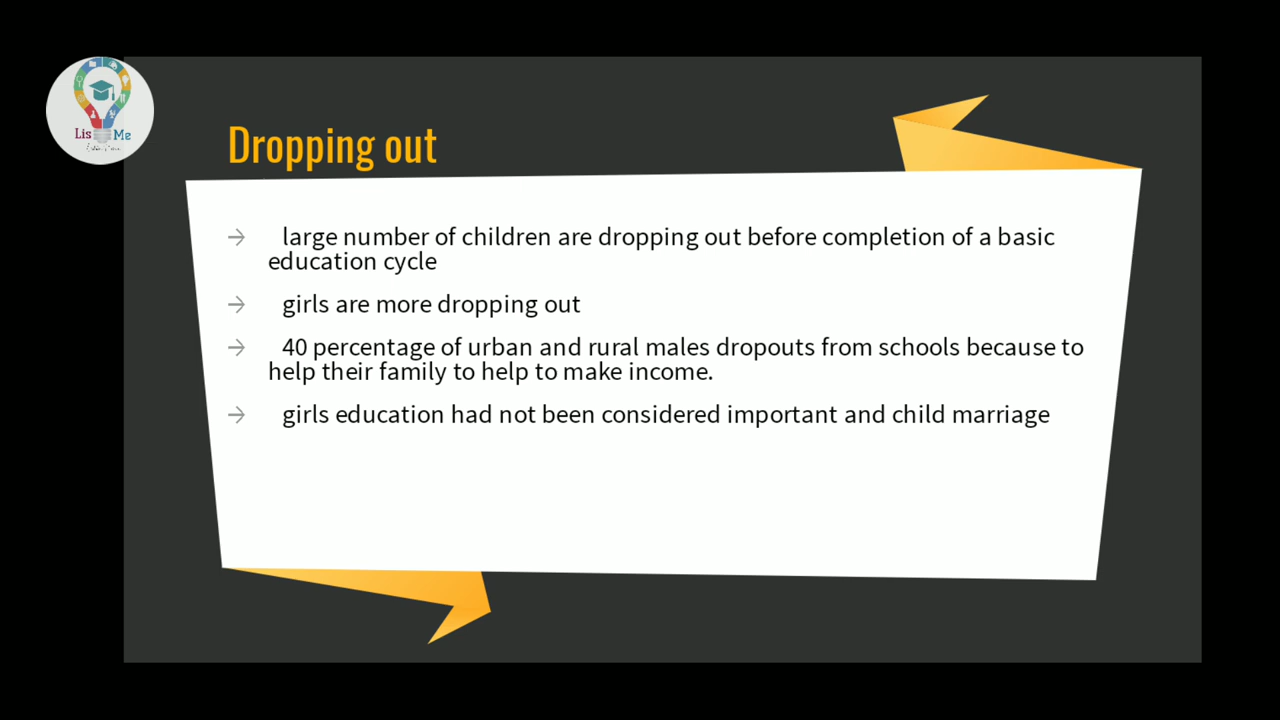 Lis Me
Dropping out
→ large number of children are dropping out before completion of a basic
education cycle
→ girls are more dropping out
→ 40 percentage of urban and rural males dropouts from schools because to
help their family to help to make income.
→ girls education had not been considered important and child marriage